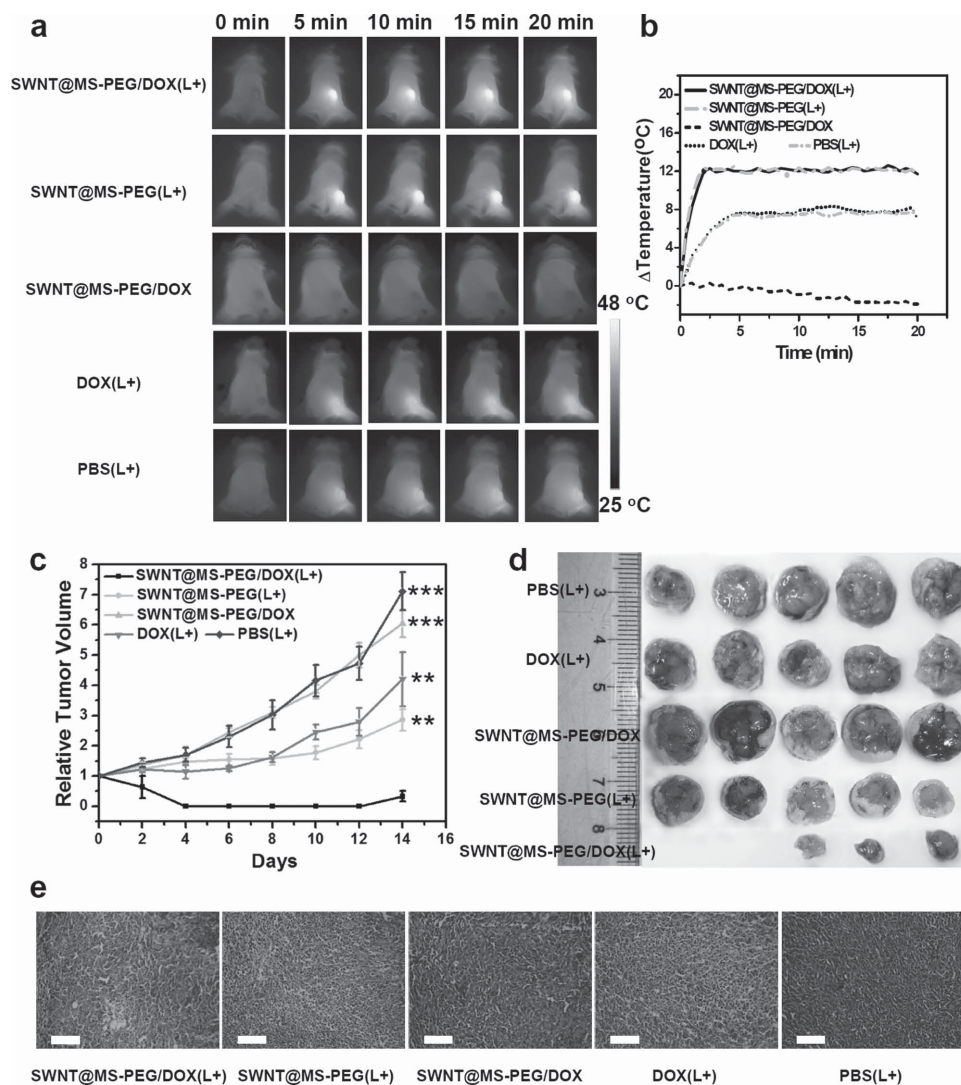 a
0 min 5 min 10 min 15 min 20 min
SWNT@MS-PEG/DOX(L+)
SWNT@MS-PEG(L+)
SWNT@MS-PEG/DOX
DOX(L+)
PBS(L+)
48 °C
25 °C
b
SWNT@MS-PEG/DOX(L+)
SWNT@MS-PEG(L+)
SWNT@MS-PEG/DOX
DOX(L+) PBS(L+)
ΔTemperature(°C)
16
12
8
4
0
0 5 10 15 20
Time (min)
c
SWNT@MS-PEG/DOX(L+)
SWNT@MS-PEG(L+)
SWNT@MS-PEG/DOX
DOX(L+) PBS(L+)
***
***
**
**
Relative Tumor Volume
8
7
6
5
4
3
2
1
0
0 2 4 6 8 10 12 14 16
Days
d
PBS(L+)
DOX(L+)
SWNT@MS-PEG/DOX
SWNT@MS-PEG(L+)
SWNT@MS-PEG/DOX(L+)
3
4
5
7
8
e
SWNT@MS-PEG/DOX(L+) SWNT@MS-PEG(L+) SWNT@MS-PEG/DOX DOX(L+) PBS(L+)